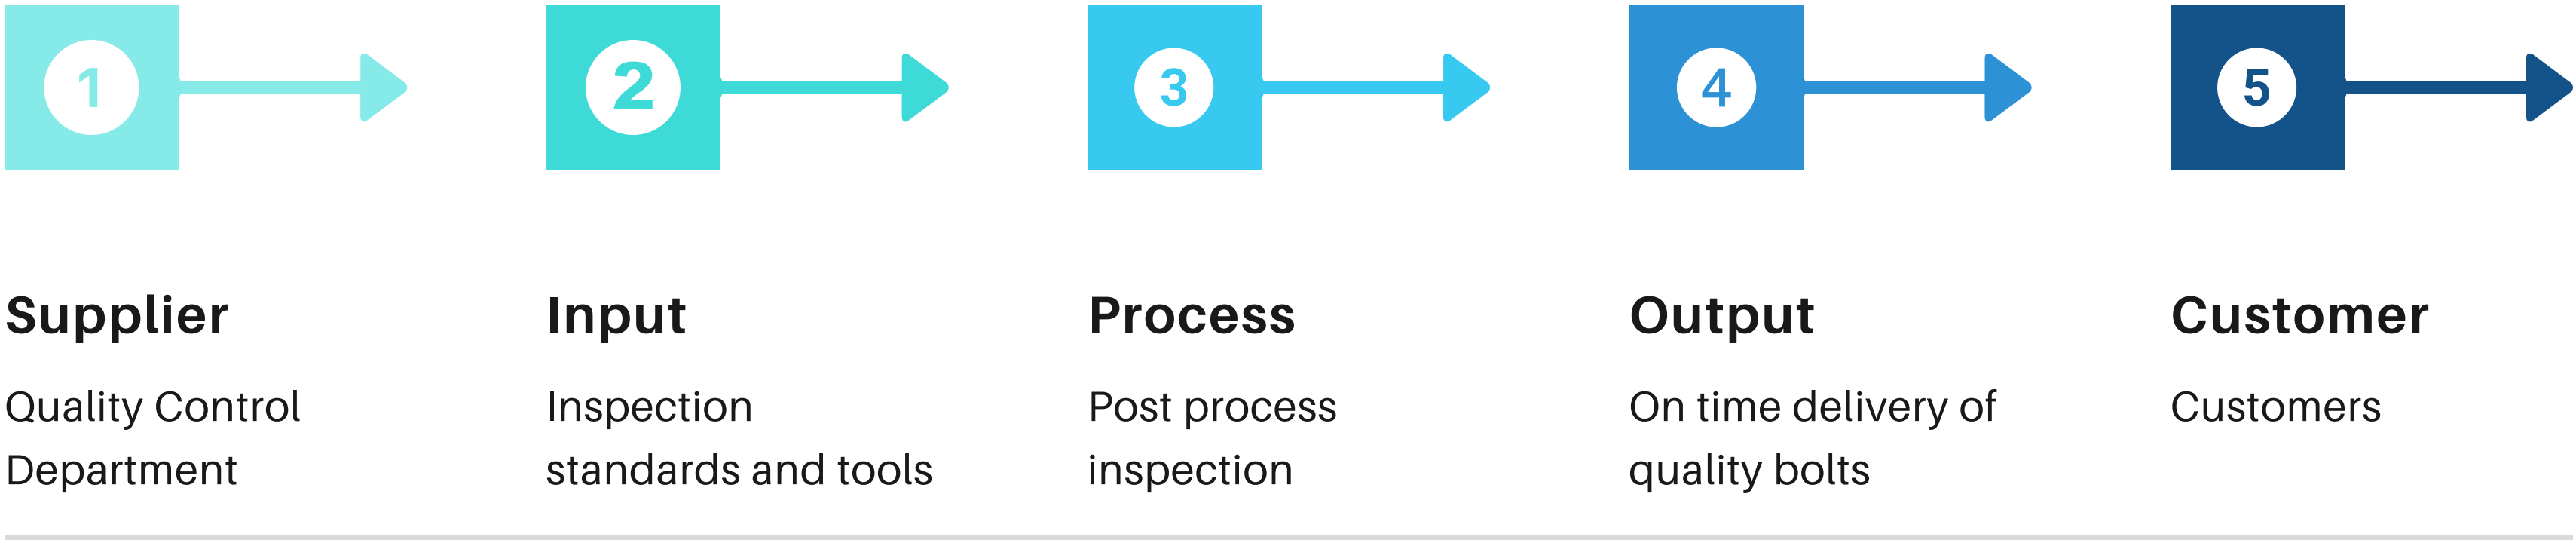 1
2
3
4
5
Supplier
Quality Control
Department
Input
Inspection
standards and tools
Process
Post process
inspection
Output
On time delivery of
quality bolts
Customer
Customers